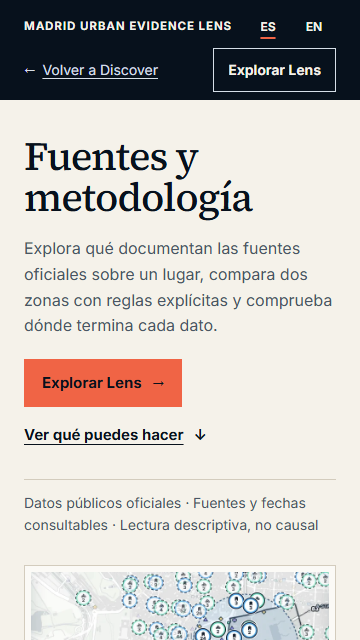 MADRID URBAN EVIDENCE LENS ES EN
← Volver a Discover Explorar Lens
Fuentes y
metodología
Explora qué documentan las fuentes
oficiales sobre un lugar, compara dos
zonas con reglas explícitas y comprueba
dónde termina cada dato.
Explorar Lens →
Ver qué puedes hacer ↓
Datos públicos oficiales · Fuentes y fechas
consultables · Lectura descriptiva, no causal